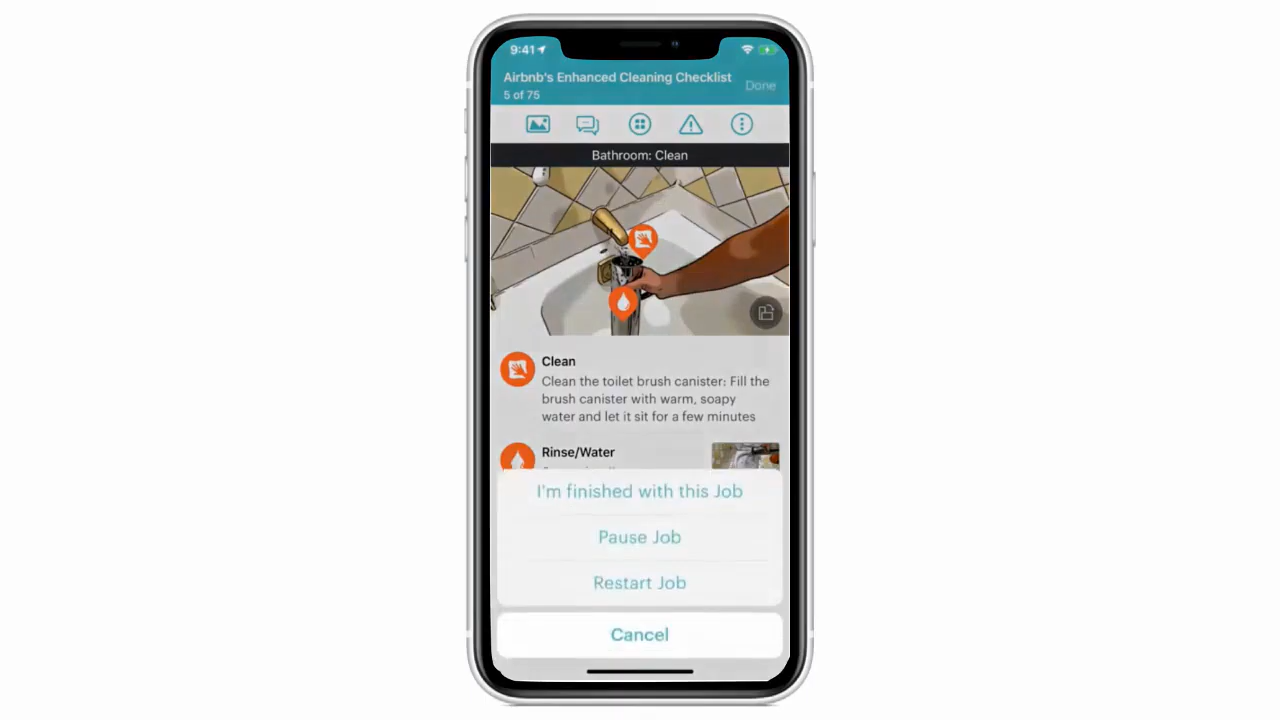 9:41
Airbnb's Enhanced Cleaning Checklist
5 of 75
Done
Bathroom: Clean
Clean
Clean the toilet brush canister: Fill the
brush canister with warm, soapy
water and let it sit for a few minutes
Rinse/Water
I'm finished with this Job
Pause Job
Restart Job
Cancel